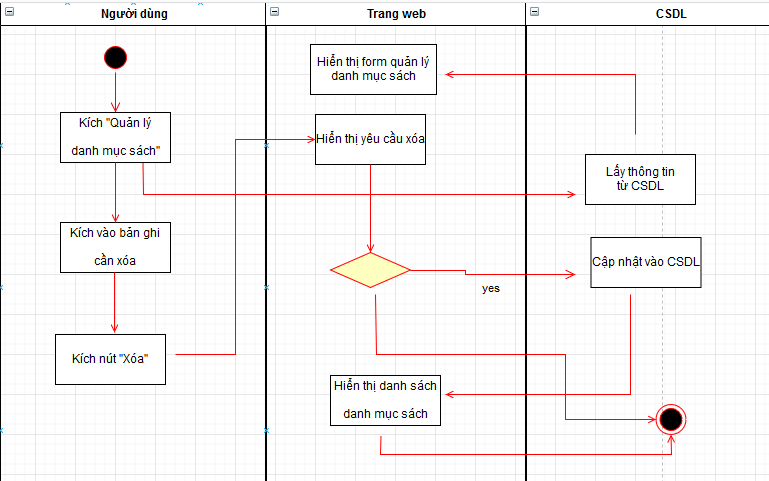 Người dùng
Trang web
CSDL
Hiển thị form quản lý
danh mục sách
Kích "Quản lý
danh mục sách"
Hiển thị yêu cầu xóa
Lấy thông tin
từ CSDL
Kích vào bản ghi
cần xóa
Cập nhật vào CSDL
yes
Kích nút "Xóa"
Hiển thị danh sách
danh mục sách